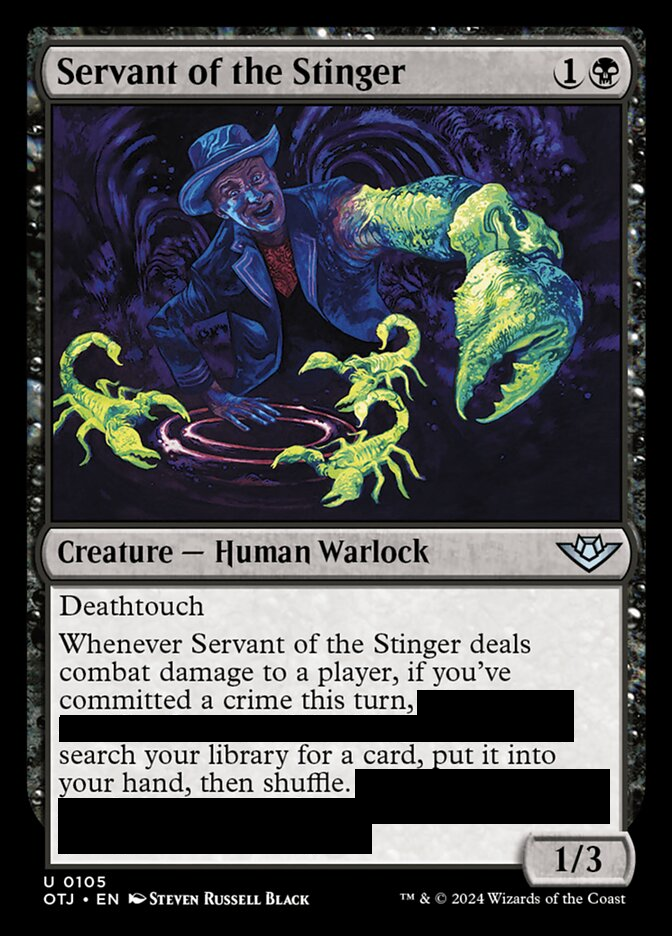 Servant of the Stinger 1
Creature — Human Warlock
Deathtouch
Whenever Servant of the Stinger deals
combat damage to a player, if you've
committed a crime this turn,
search your library for a card, put it into
your hand, then shuffle.
1/3
U 0105
OTJ • EN Steven Russell Black
™ & © 2024 Wizards of the Coast